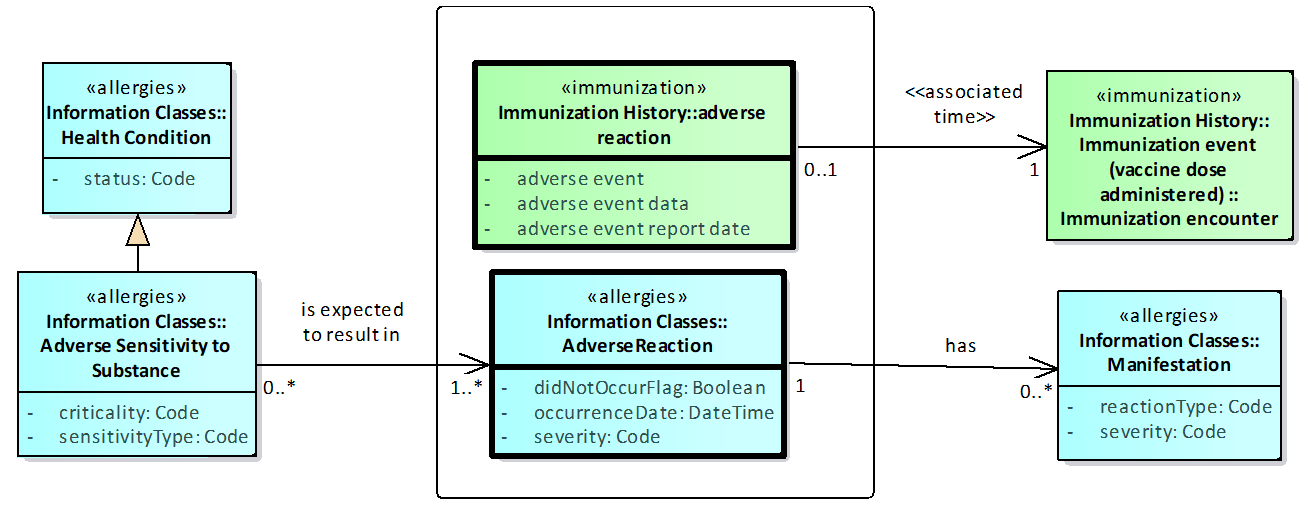 «allergies»
Information Classes::
Health Condition
- status: Code
«immunization»
Immunization History::adverse
reaction
- adverse event
- adverse event data
- adverse event report date
<<associated
time>>
0..1
1
«immunization»
Immunization History::
Immunization event
(vaccine dose
administered) ::
Immunization encounter
«allergies»
Information Classes::
Adverse Sensitivity to
Substance
- criticality: Code
- sensitivityType: Code
is expected
to result in
0..*
1..*
«allergies»
Information Classes::
AdverseReaction
- didNotOccurFlag: Boolean
- occurrenceDate: DateTime
- severity: Code
has
1
0..*
«allergies»
Information Classes::
Manifestation
- reactionType: Code
- severity: Code